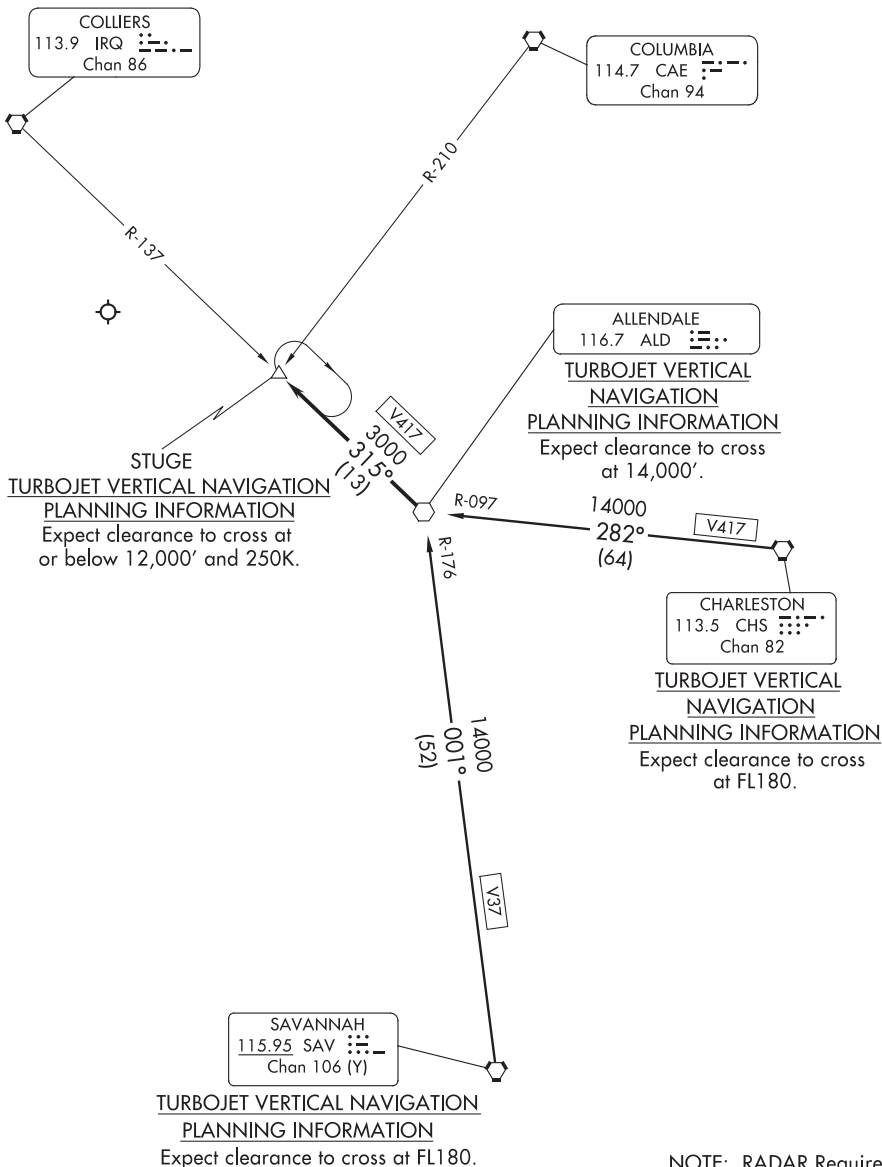 COLLIERS
113.9 IRQ
Chan 86
COLUMBIA
114.7 CAE
Chan 94
R-210
R-137
ALLENDALE
116.7 ALD
TURBOJET VERTICAL
NAVIGATION
PLANNING INFORMATION
Expect clearance to cross
at 14,000'.
STUGE
TURBOJET VERTICAL NAVIGATION
PLANNING INFORMATION
Expect clearance to cross at
or below 12,000' and 250K.
V417
3000
315°
(13)
R-097
14000
282°
(64)
V417
R-176
CHARLESTON
113.5 CHS
Chan 82
TURBOJET VERTICAL
NAVIGATION
PLANNING INFORMATION
Expect clearance to cross
at FL180.
14000
001°
(52)
V37
SAVANNAH
115.95 SAV
Chan 106 (Y)
TURBOJET VERTICAL NAVIGATION
PLANNING INFORMATION
Expect clearance to cross at FL180.
NOTE: RADAR Require